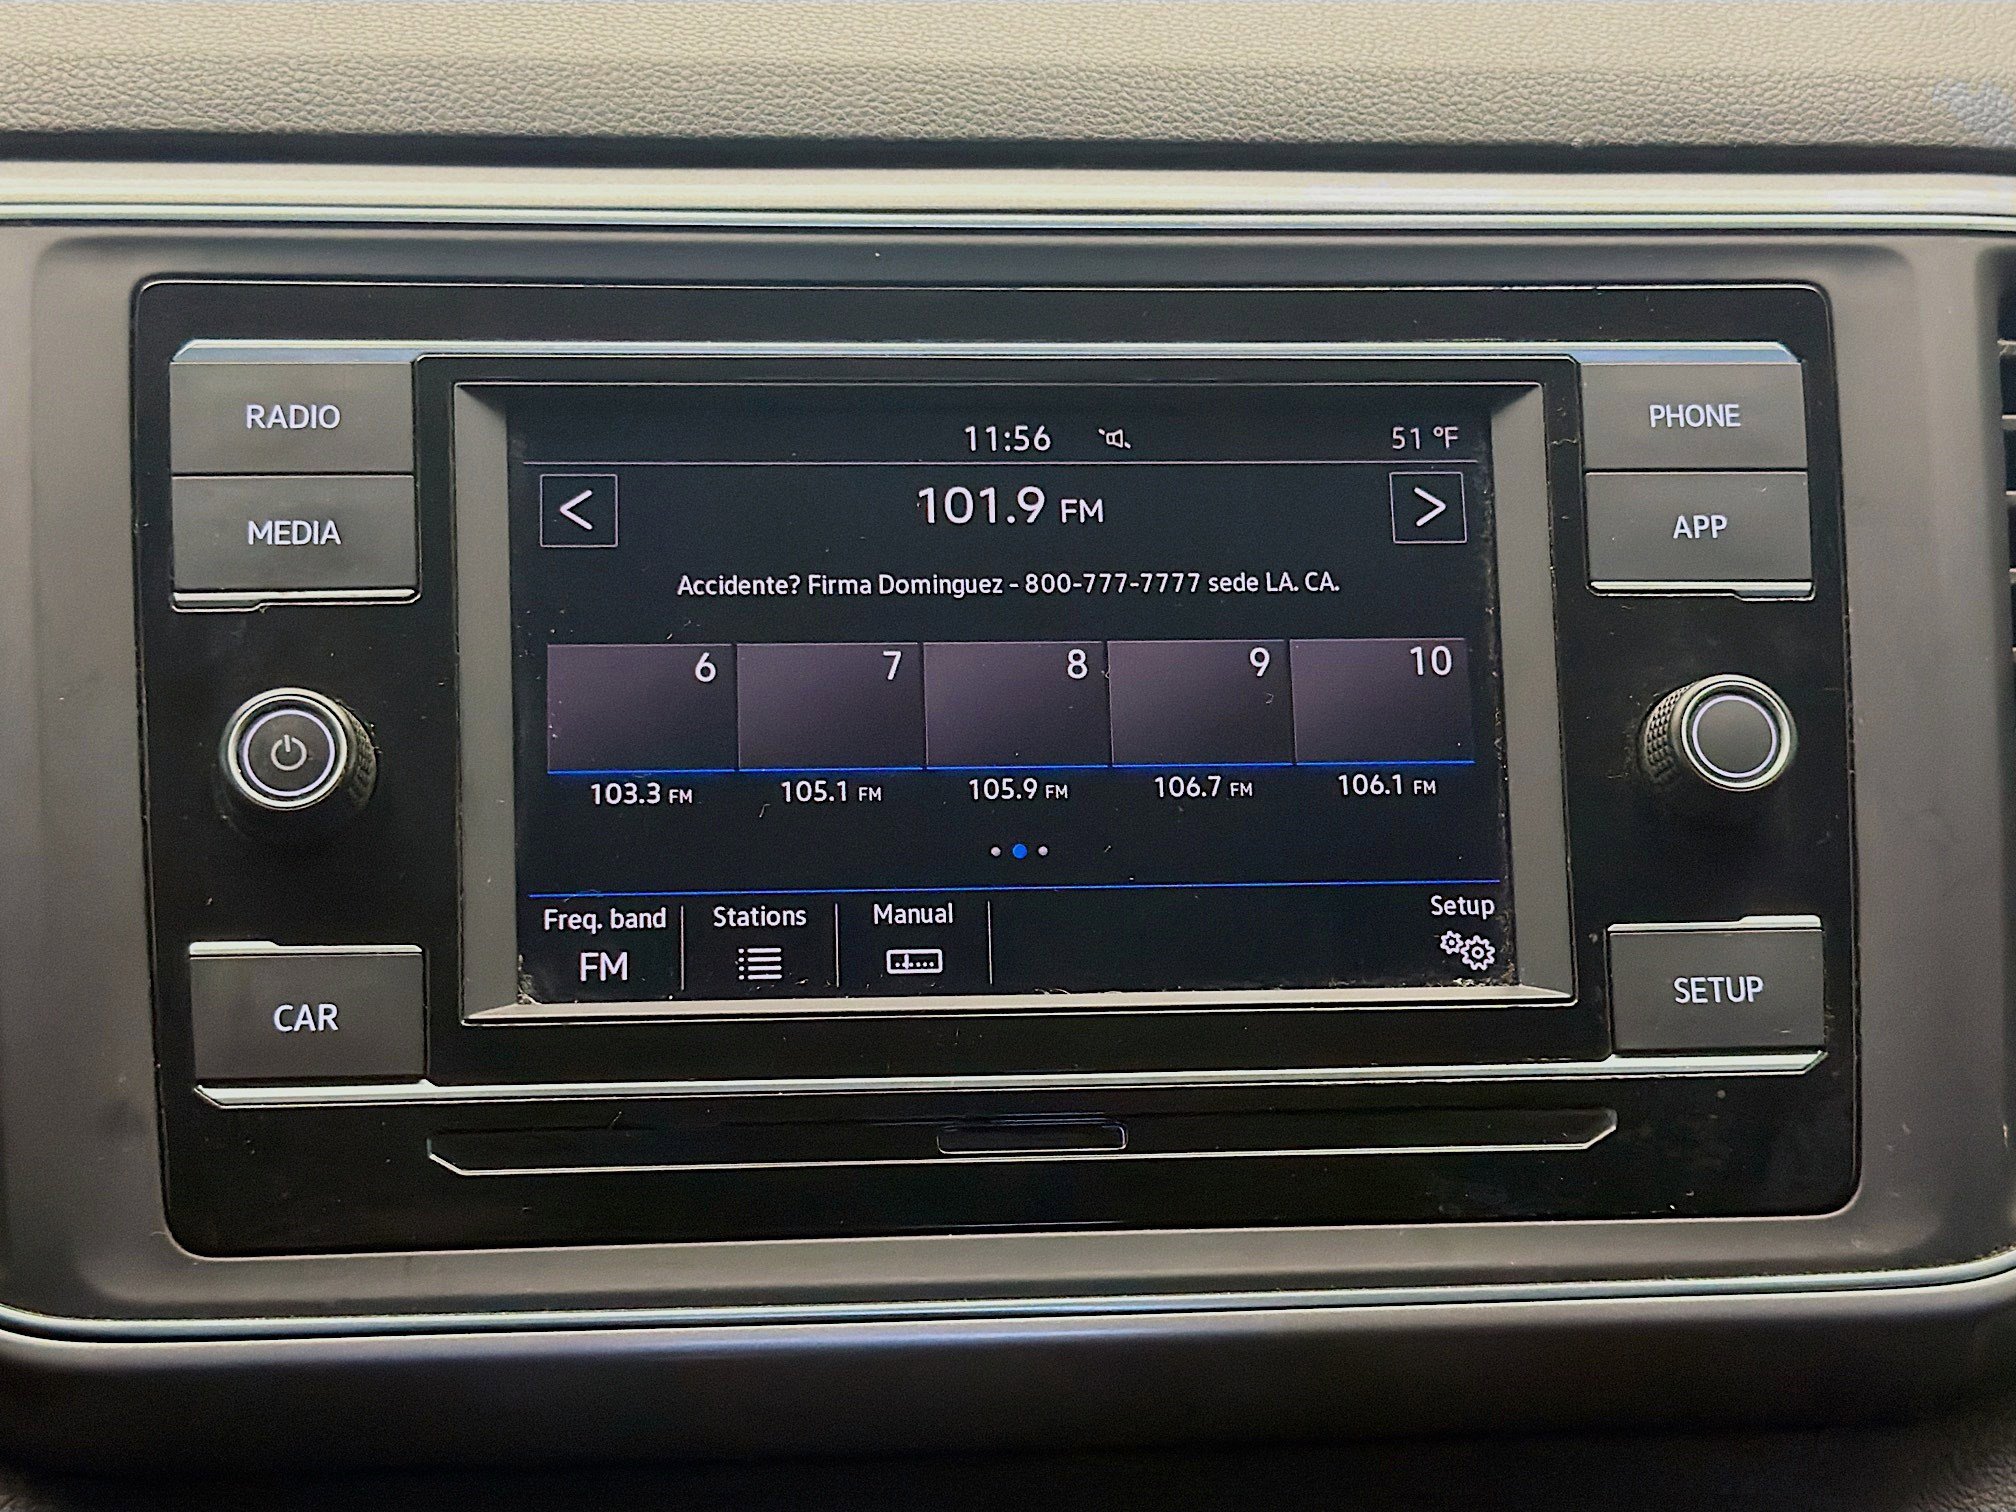 RADIO
MEDIA
CAR
11:56
51 °F
<
101.9 FM
>
Accidente? Firma Dominguez - 800-777-7777 sede LA. CA.
6 7 8 9 10
103.3 FM 105.1 FM 105.9 FM 106.7 FM 106.1 FM
Freq. band Stations Manual Setup
FM
PHONE
APP
SETUP